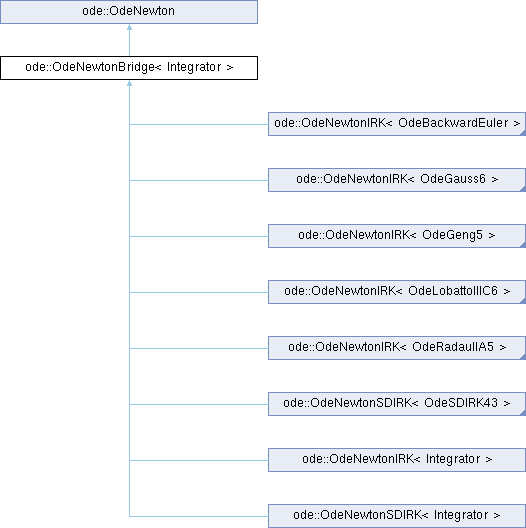 ode::OdeNewton
ode::OdeNewtonBridge< Integrator >
ode::OdeNewtonIRK< OdeBackwardEuler >
ode::OdeNewtonIRK< OdeGauss6 >
ode::OdeNewtonIRK< OdeGeng5 >
ode::OdeNewtonIRK< OdeLobattoIIIC6 >
ode::OdeNewtonIRK< OdeRadauIIA5 >
ode::OdeNewtonSDIRK< OdeSDIRK43 >
ode::OdeNewtonIRK< Integrator >
ode::OdeNewtonSDIRK< Integrator >